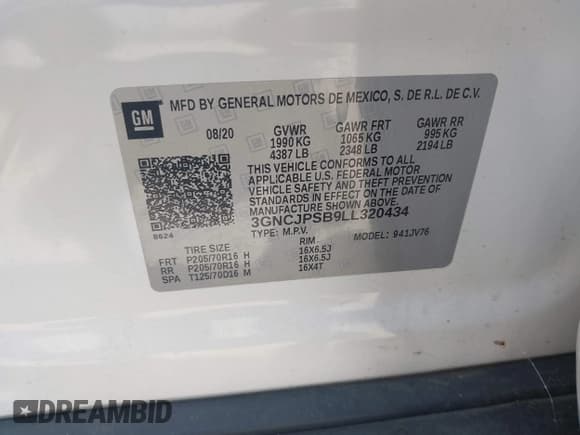 GM
MFD BY GENERAL MOTORS DE MEXICO, S. DE R.L. DE C.V.
08/20 GVWR GAWR FRT GAWR RR
1990 KG 1065 KG 995 KG
4387 LB 2348 LB 2194 LB
THIS VEHICLE CONFORMS TO ALL
APPLICABLE U.S. FEDERAL MOTOR
VEHICLE SAFETY AND THEFT PREVENTION
STANDARDS IN EFFECT ON THE DATE OF
MANUFACTURE SHOWN ABOVE.
3GNCJPSB9LL320434
8624 TYPE: M.P.V. MODEL: 941JV76
TIRE SIZE RIM
FRT P205/70R16 H 16X6.5J
RR P205/70R16 H 16X6.5J
SPA T125/70D16 M 16X4T
DREAMBID